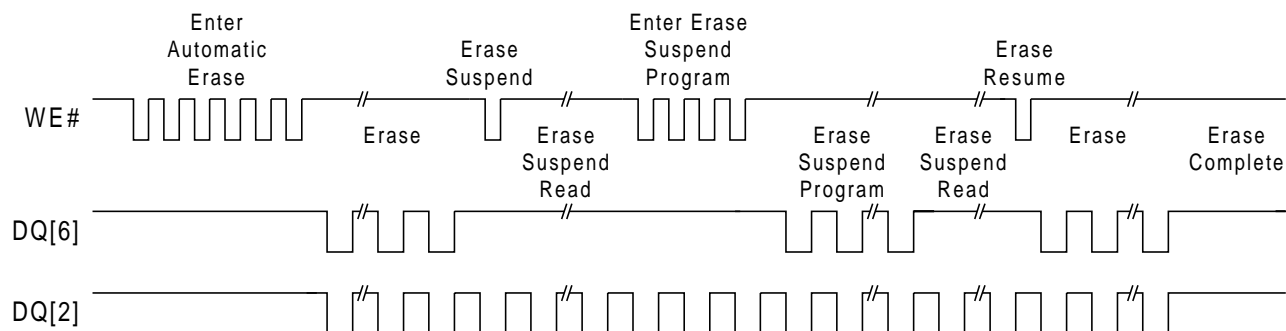 Enter
Automatic
Erase
Erase
Suspend
Enter Erase
Suspend
Program
Erase
Resume
WE#
Erase
Erase
Suspend
Read
Erase
Suspend
Program
Erase
Suspend
Read
Erase
Erase
Complete
DQ[6]
DQ[2]